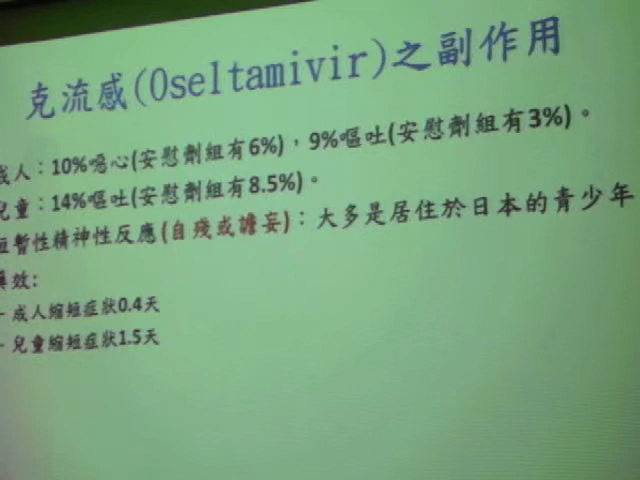 克流感(Oseltamivir)之副作用
成人：10%噁心(安慰劑組有6%)，9%嘔吐(安慰劑組有3%)。
兒童：14%嘔吐(安慰劑組有8.5%)。
短暫性精神性反應(自殘或譫妄)：大多是居住於日本的青少年
藥效:
- 成人縮短症狀0.4天
- 兒童縮短症狀1.5天